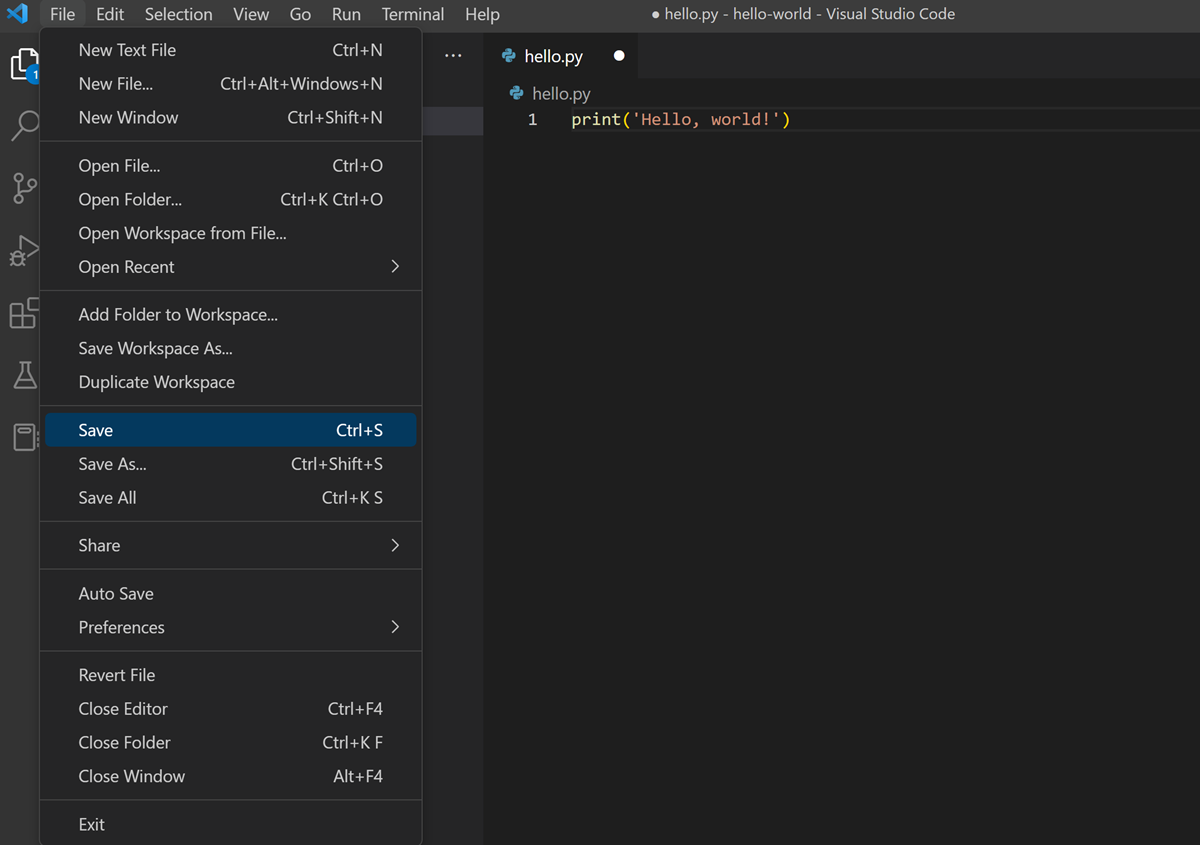 File Edit Selection View Go Run Terminal Help ● hello.py - hello-world - Visual Studio Code
New Text File Ctrl+N
New File... Ctrl+Alt+Windows+N
New Window Ctrl+Shift+N
Open File... Ctrl+O
Open Folder... Ctrl+K Ctrl+O
Open Workspace from File...
Open Recent
Add Folder to Workspace...
Save Workspace As...
Duplicate Workspace
Save Ctrl+S
Save As... Ctrl+Shift+S
Save All Ctrl+K S
Share
Auto Save
Preferences
Revert File
Close Editor Ctrl+F4
Close Folder Ctrl+K F
Close Window Alt+F4
Exit
1
hello.py
hello.py
1 print('Hello, world!')